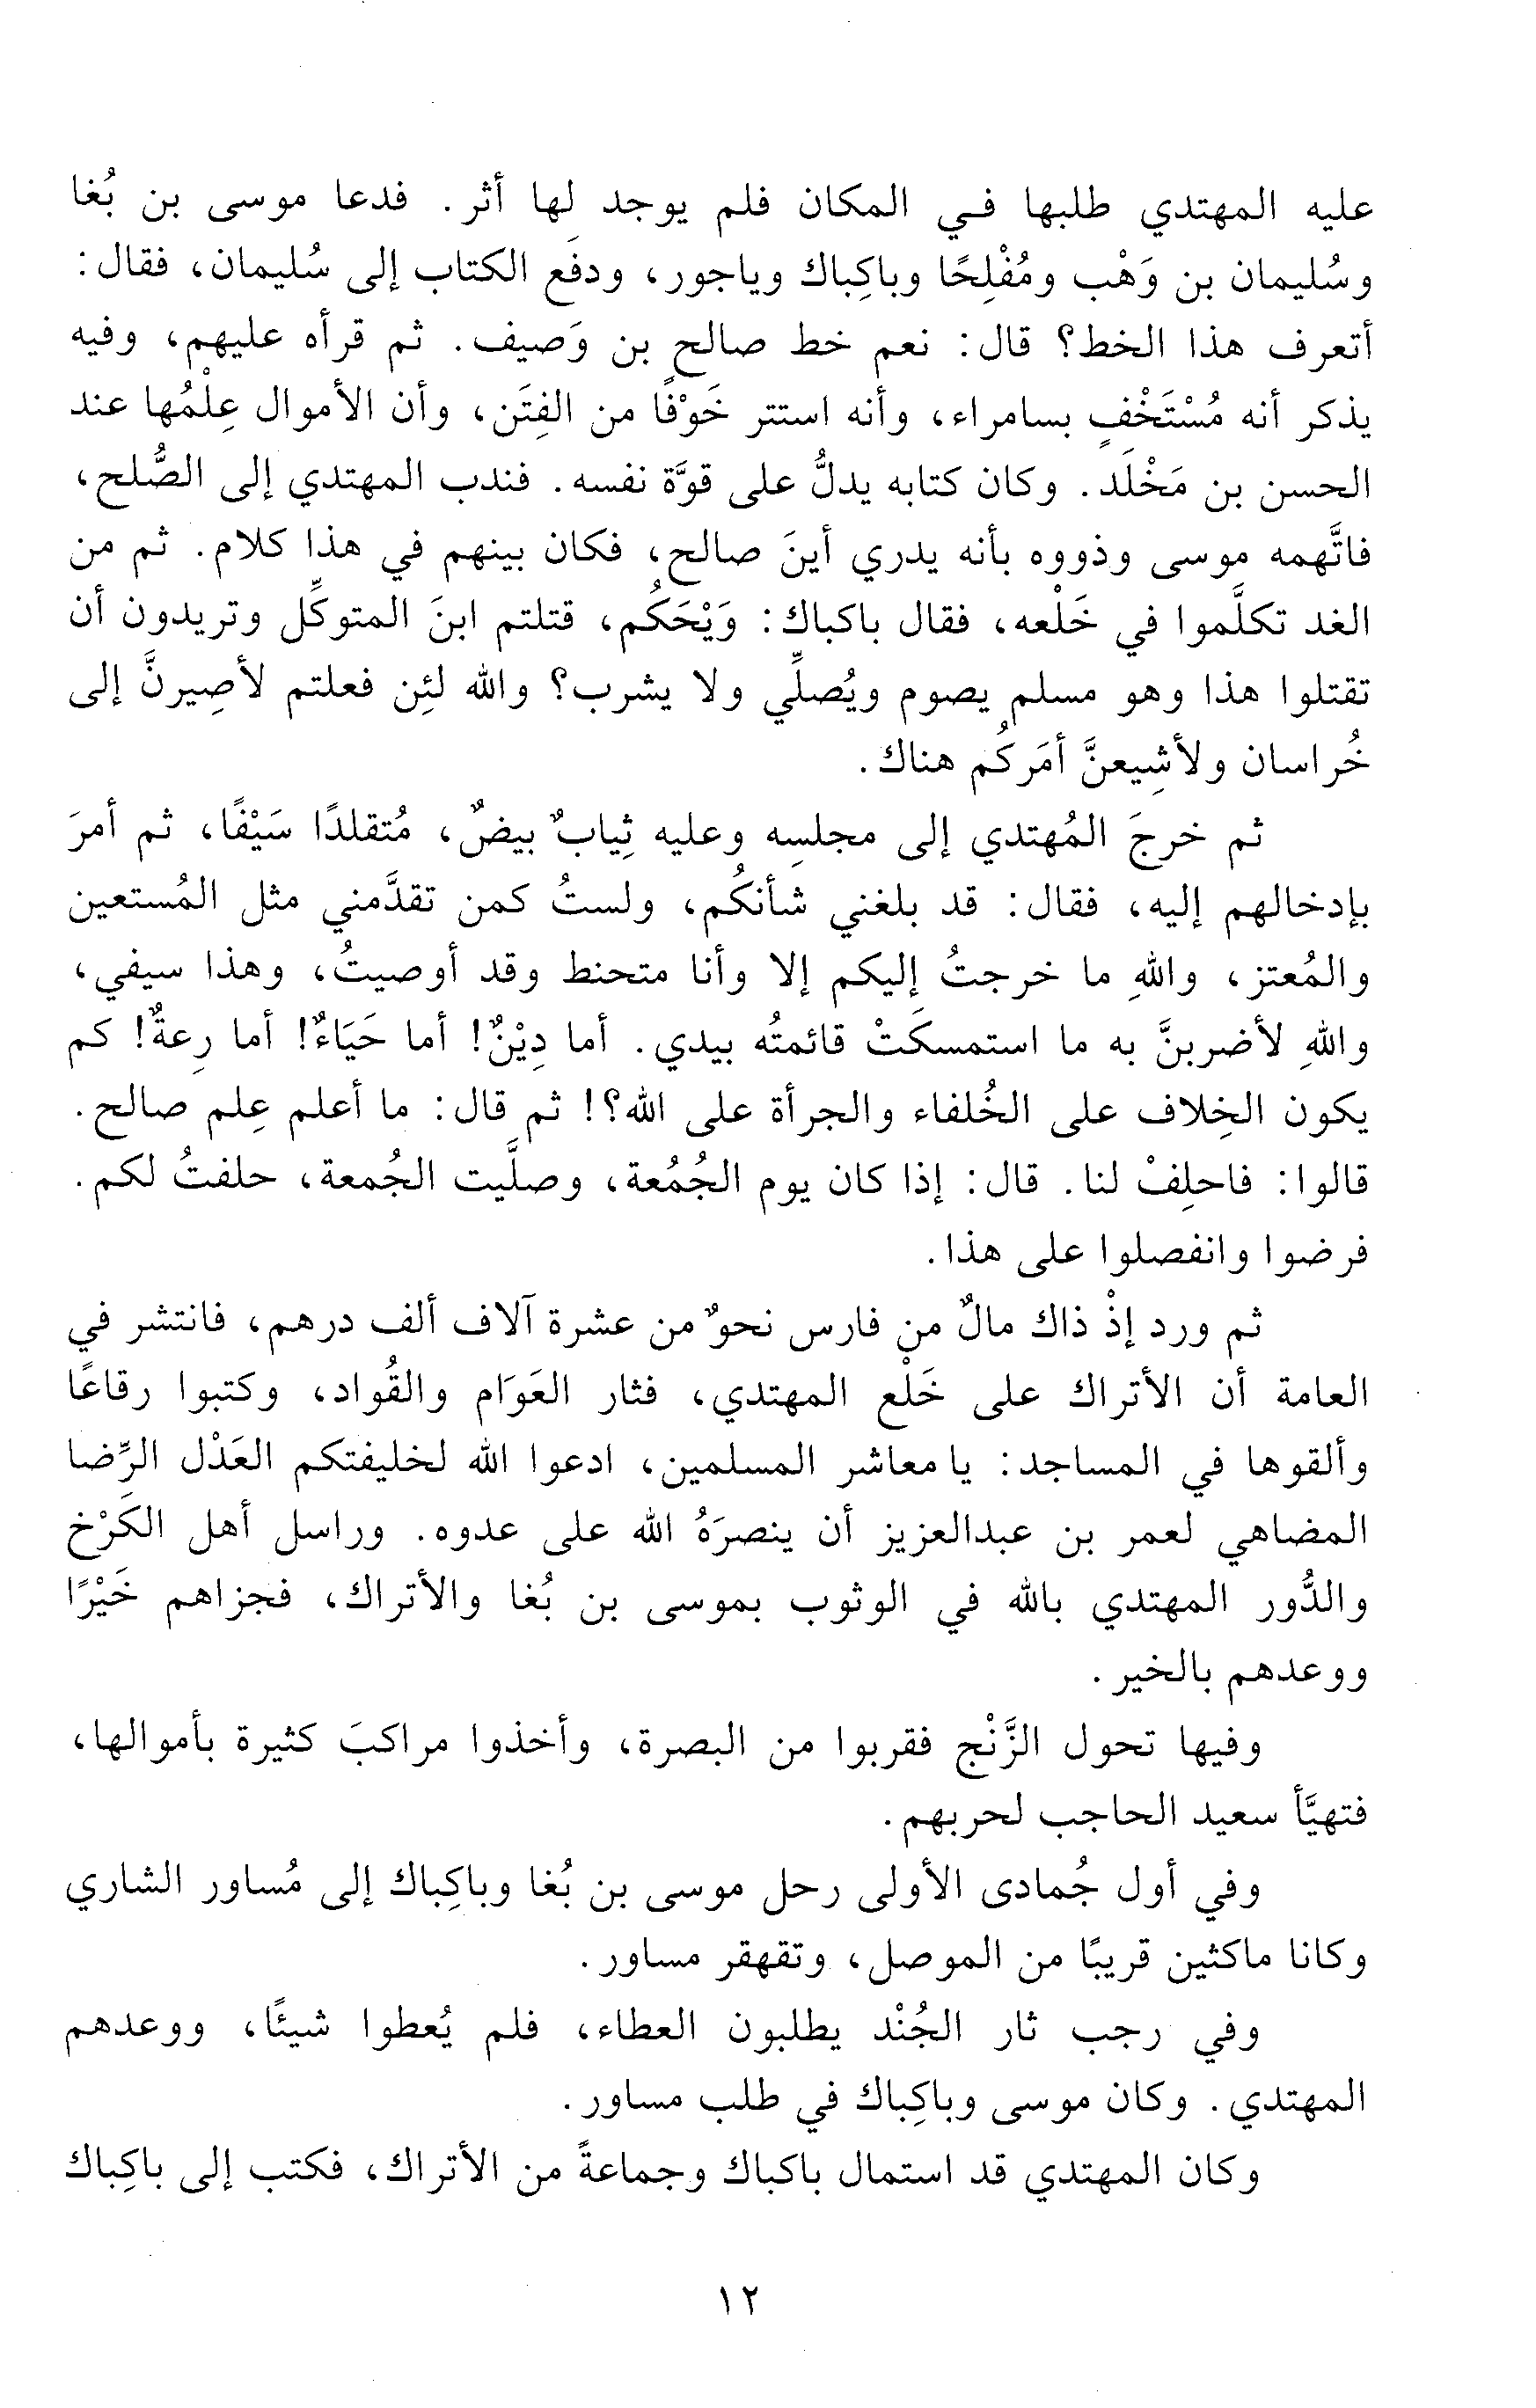 عليه المهتدي طلبها في المكان فلم يوجد لها أثر. فدعا موسى بن بُغا
وسُليمان بن وَهْب ومُفْلِحًا وباكِباك وياجور، ودفَع الكتاب إلى سُليمان، فقال:
أتعرف هذا الخط؟ قال: نعم خط صالح بن وَصيف. ثم قرأه عليهم، وفيه
يذكر أنه مُسْتَخْفٍ بسامراء، وأنه استتر خَوْفًا من الفِتَن، وأن الأموال عِلْمُها عند
الحسن بن مَخْلَد. وكان كتابه يدلُّ على قوَّة نفسه. فندب المهتدي إلى الصُّلح،
فاتَّهمه موسى وذووه بأنه يدري أينَ صالح، فكان بينهم في هذا كلام. ثم من
الغد تكلَّموا في خَلْعه، فقال باكباك: وَيْحَكُم، قتلتم ابنَ المتوكِّل وتريدون أن
تقتلوا هذا وهو مسلم يصوم ويُصلِّي ولا يشرب؟ والله لئِن فعلتم لأصِيرنَّ إلى
خُراسان ولأشِيعنَّ أمَركُم هناك.
ثم خرجَ المُهتدي إلى مجلسِه وعليه ثِيابٌ بيضٌ، مُتقلدًا سَيْفًا، ثم أمرَ
بإدخالهم إليه، فقال: قد بلغني شأنكُم، ولستُ كمن تقدَّمني مثل المُستعين
والمُعتز، واللهِ ما خرجتُ إليكم إلا وأنا متحنط وقد أوصيتُ، وهذا سيفي،
واللهِ لأضربنَّ به ما استمسكَتْ قائمتُه بيدي. أما دِيْنٌ! أما حَيَاءٌ! أما رِعةٌ! كم
يكون الخِلاف على الخُلفاء والجرأة على الله؟! ثم قال: ما أعلم عِلم صالح.
قالوا: فاحلِفْ لنا. قال: إذا كان يوم الجُمُعة، وصلَّيت الجُمعة، حلفتُ لكم.
فرضوا وانفصلوا على هذا.
ثم ورد إذْ ذاك مالٌ من فارس نحوٌ من عشرة آلاف ألف درهم، فانتشر في
العامة أن الأتراك على خَلْع المهتدي، فثار العَوَام والقُواد، وكتبوا رقاعًا
وألقوها في المساجد: يا معاشر المسلمين، ادعوا الله لخليفتكم العَدْل الرِّضا
المضاهي لعمر بن عبدالعزيز أن ينصرَهُ الله على عدوه. وراسل أهل الكَرْخ
والدُّور المهتدي بالله في الوثوب بموسى بن بُغا والأتراك، فجزاهم خَيْرًا
ووعدهم بالخير.
وفيها تحول الزَّنْج فقربوا من البصرة، وأخذوا مراكبَ كثيرة بأموالها،
فتهيَّأ سعيد الحاجب لحربهم.
وفي أول جُمادى الأولى رحل موسى بن بُغا وباكِباك إلى مُساور الشاري
وكانا ماكثين قريبًا من الموصل، وتقهقر مساور.
وفي رجب ثار الجُنْد يطلبون العطاء، فلم يُعطوا شيئًا، ووعدهم
المهتدي. وكان موسى وباكِباك في طلب مساور.
وكان المهتدي قد استمال باكباك وجماعةً من الأتراك، فكتب إلى باكِباك
١٢